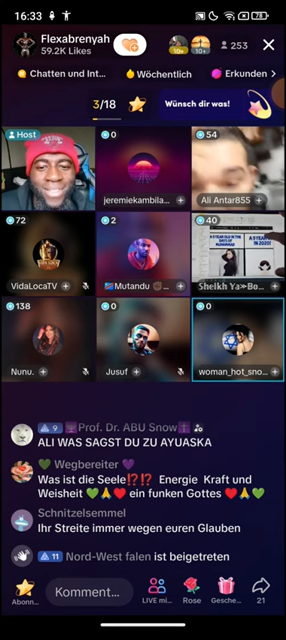 16:33
78
Flexabrenyah
59.2K Likes
10+
10+
253
Chatten und Int...
Wöchentlich
Erkunden
3/18
Wünsch dir was!
Host
0
jeremiekambila...
54
Ali Antar855
72
VidaLocaTV
2
Mutandu
40
Sheikh Ya≫Bo...
138
Nunu.
0
Jusuf
0
woman_hot_sno...
9 Prof. Dr. ABU Snow
ALI WAS SAGST DU ZU AYUASKA
💚 Wegbereiter 💜
Was ist die Seele⁉️⁉️ Energie Kraft und
Weisheit 💚🙏❤️ ein funken Gottes ❤️🙏💚
Schnitzelsemmel
Ihr Streite immer wegen euren Glauben
11 Nord-West falen ist beigetreten
Abonn...
Komment...
LIVE mi...
Rose
Gesche...
21